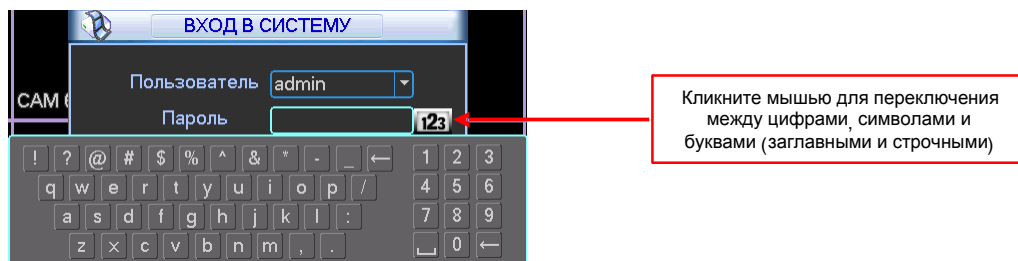 ВХОД В СИСТЕМУ
Пользователь admin
CAM 6
Пароль 123
Кликните мышью для переключения
между цифрами, символами и
буквами (заглавными и строчными)
! ? @ # $ % ^ & * - _ ← 1 2 3
q w e r t y u i o p / 4 5 6
a s d f g h j k l : 7 8 9
z x c v b n m , . ⎵ 0 ←